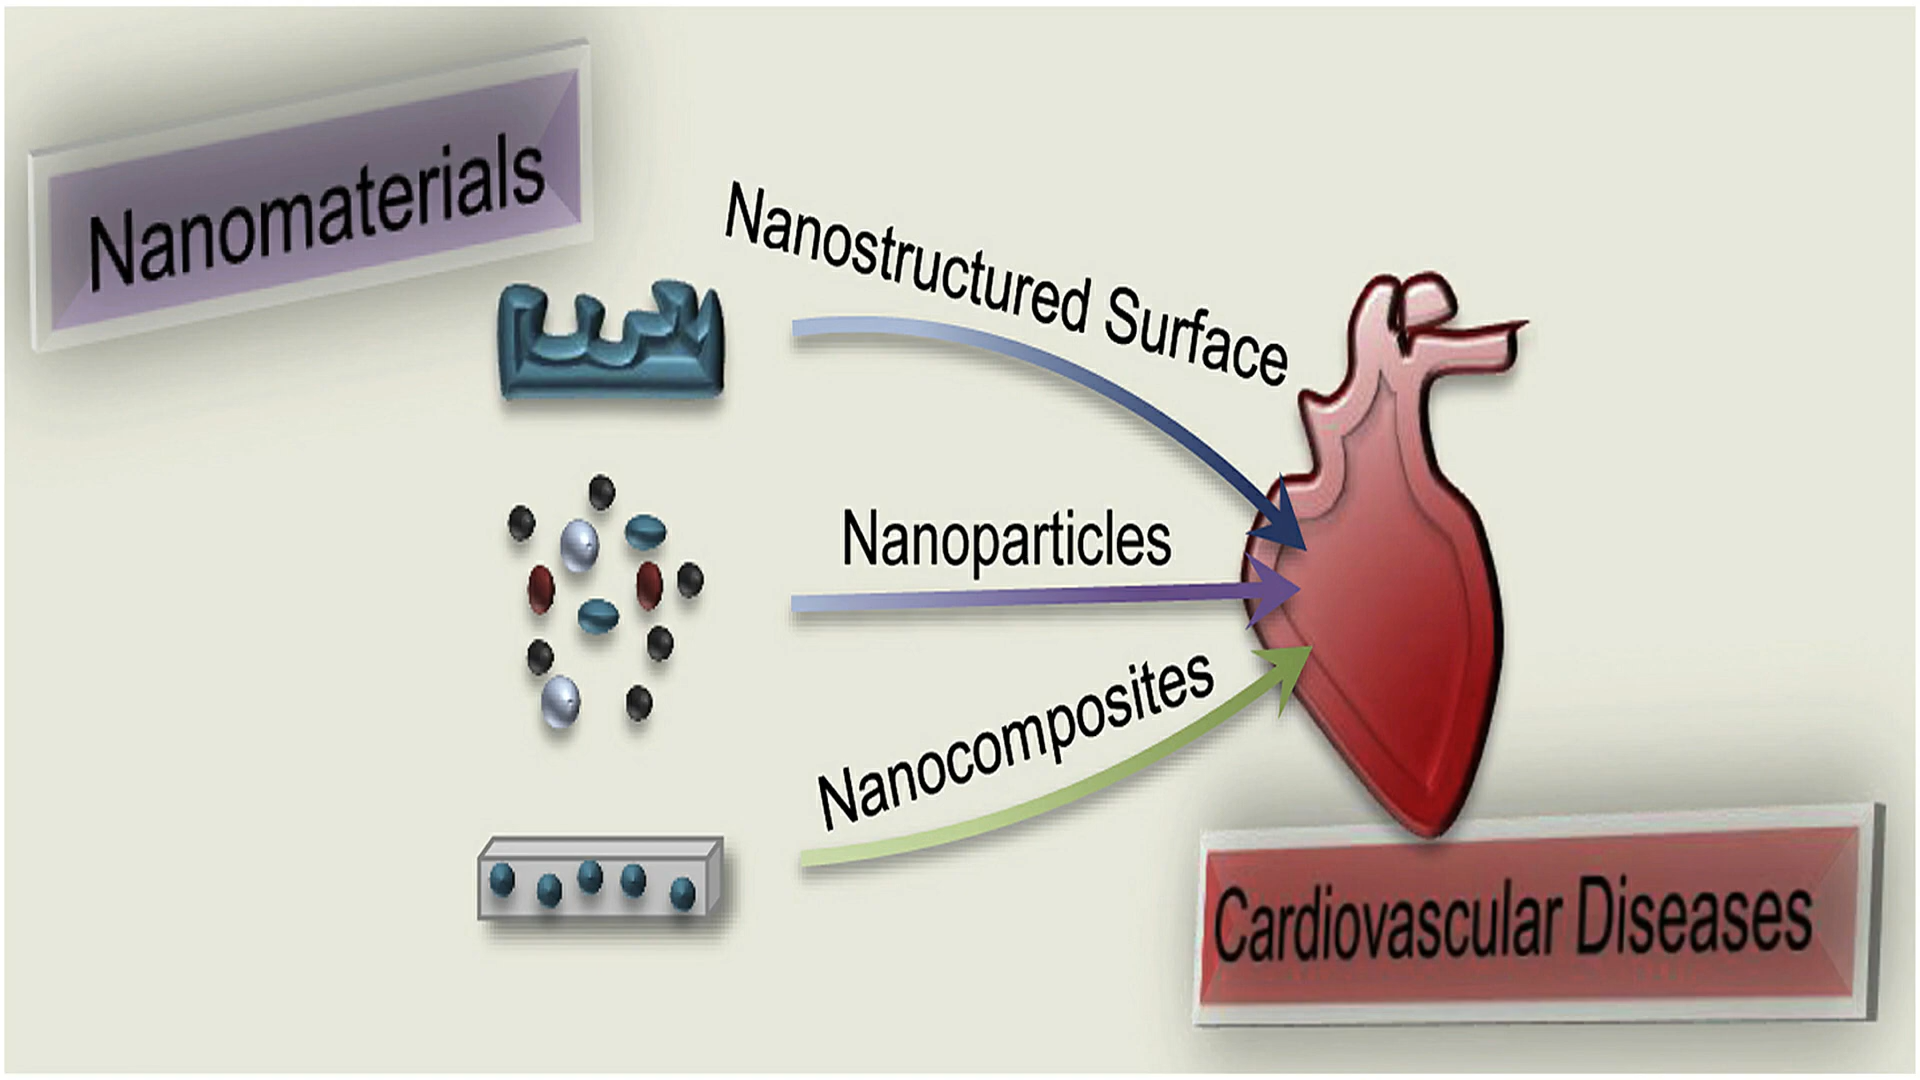 Nanomaterials
Nanostructured Surface
Nanoparticles
Nanocomposites
Cardiovascular Diseases